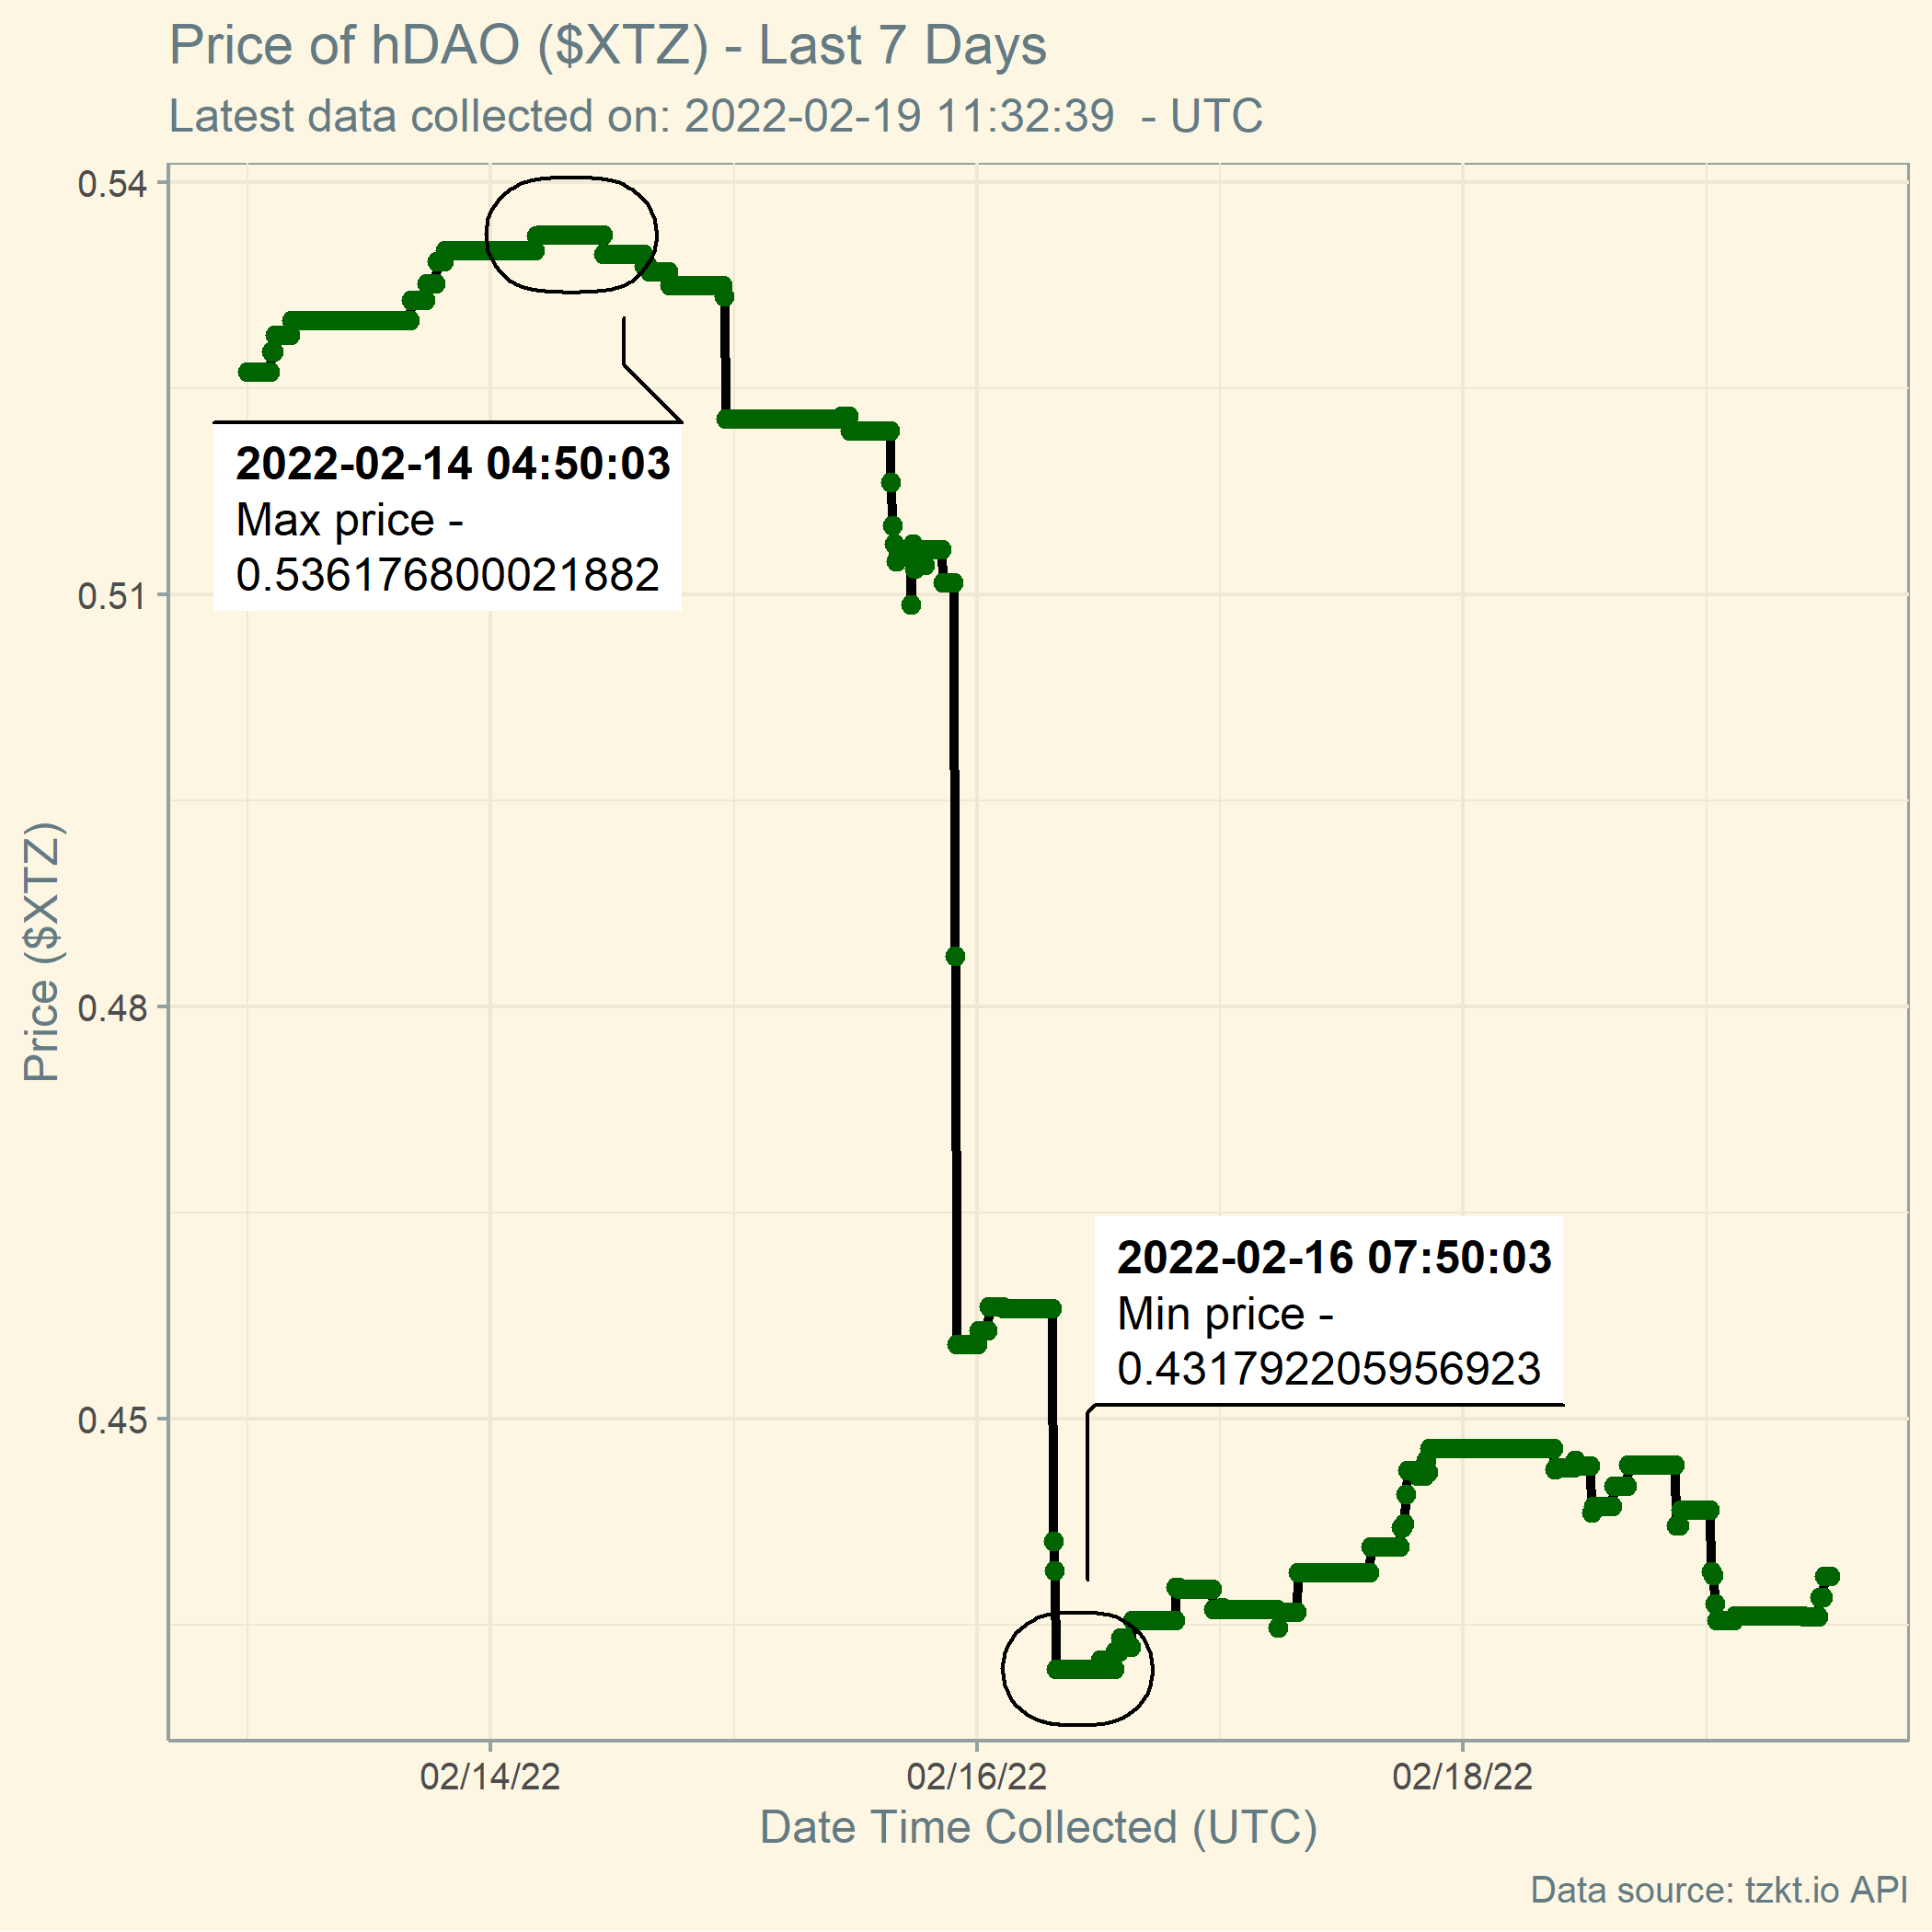 Price of hDAO ($XTZ) - Last 7 Days
Latest data collected on: 2022-02-19 11:32:39  - UTC
0.54
0.51
0.48
0.45
Price ($XTZ)
2022-02-14 04:50:03
Max price -
0.536176800021882
2022-02-16 07:50:03
Min price -
0.431792205956923
02/14/22
02/16/22
02/18/22
Date Time Collected (UTC)
Data source: tzkt.io API